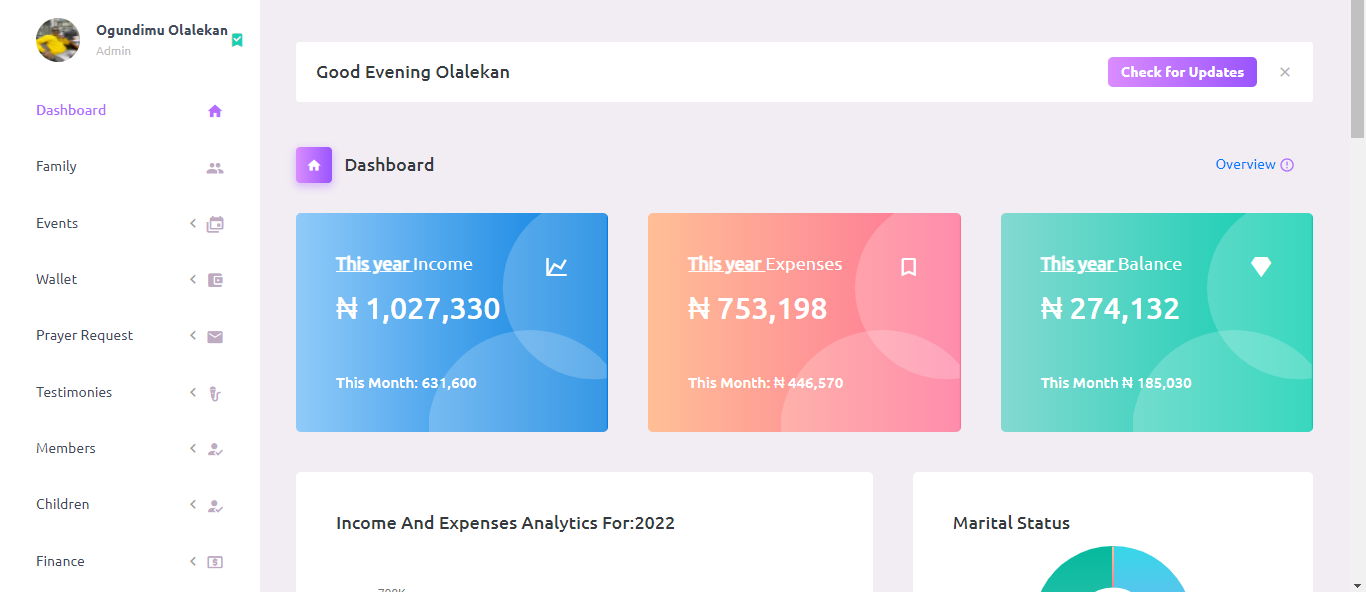 Ogundimu Olalekan
Admin
Dashboard
Family
Events
Wallet
Prayer Request
Testimonies
Members
Children
Finance
Good Evening Olalekan
Check for Updates
Dashboard
Overview
This year Income
₦ 1,027,330
This Month: 631,600
This year Expenses
₦ 753,198
This Month: ₦ 446,570
This year Balance
₦ 274,132
This Month ₦ 185,030
Income And Expenses Analytics For:2022
Marital Status